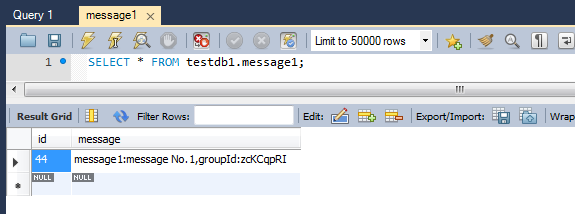 Query 1 message1
Limit to 50000 rows
1 SELECT * FROM testdb1.message1;
Result Grid Filter Rows: Edit: Export/Import: Wrap
id message
44 message1:message No.1,groupId:zcKCqpRI
NULL NULL